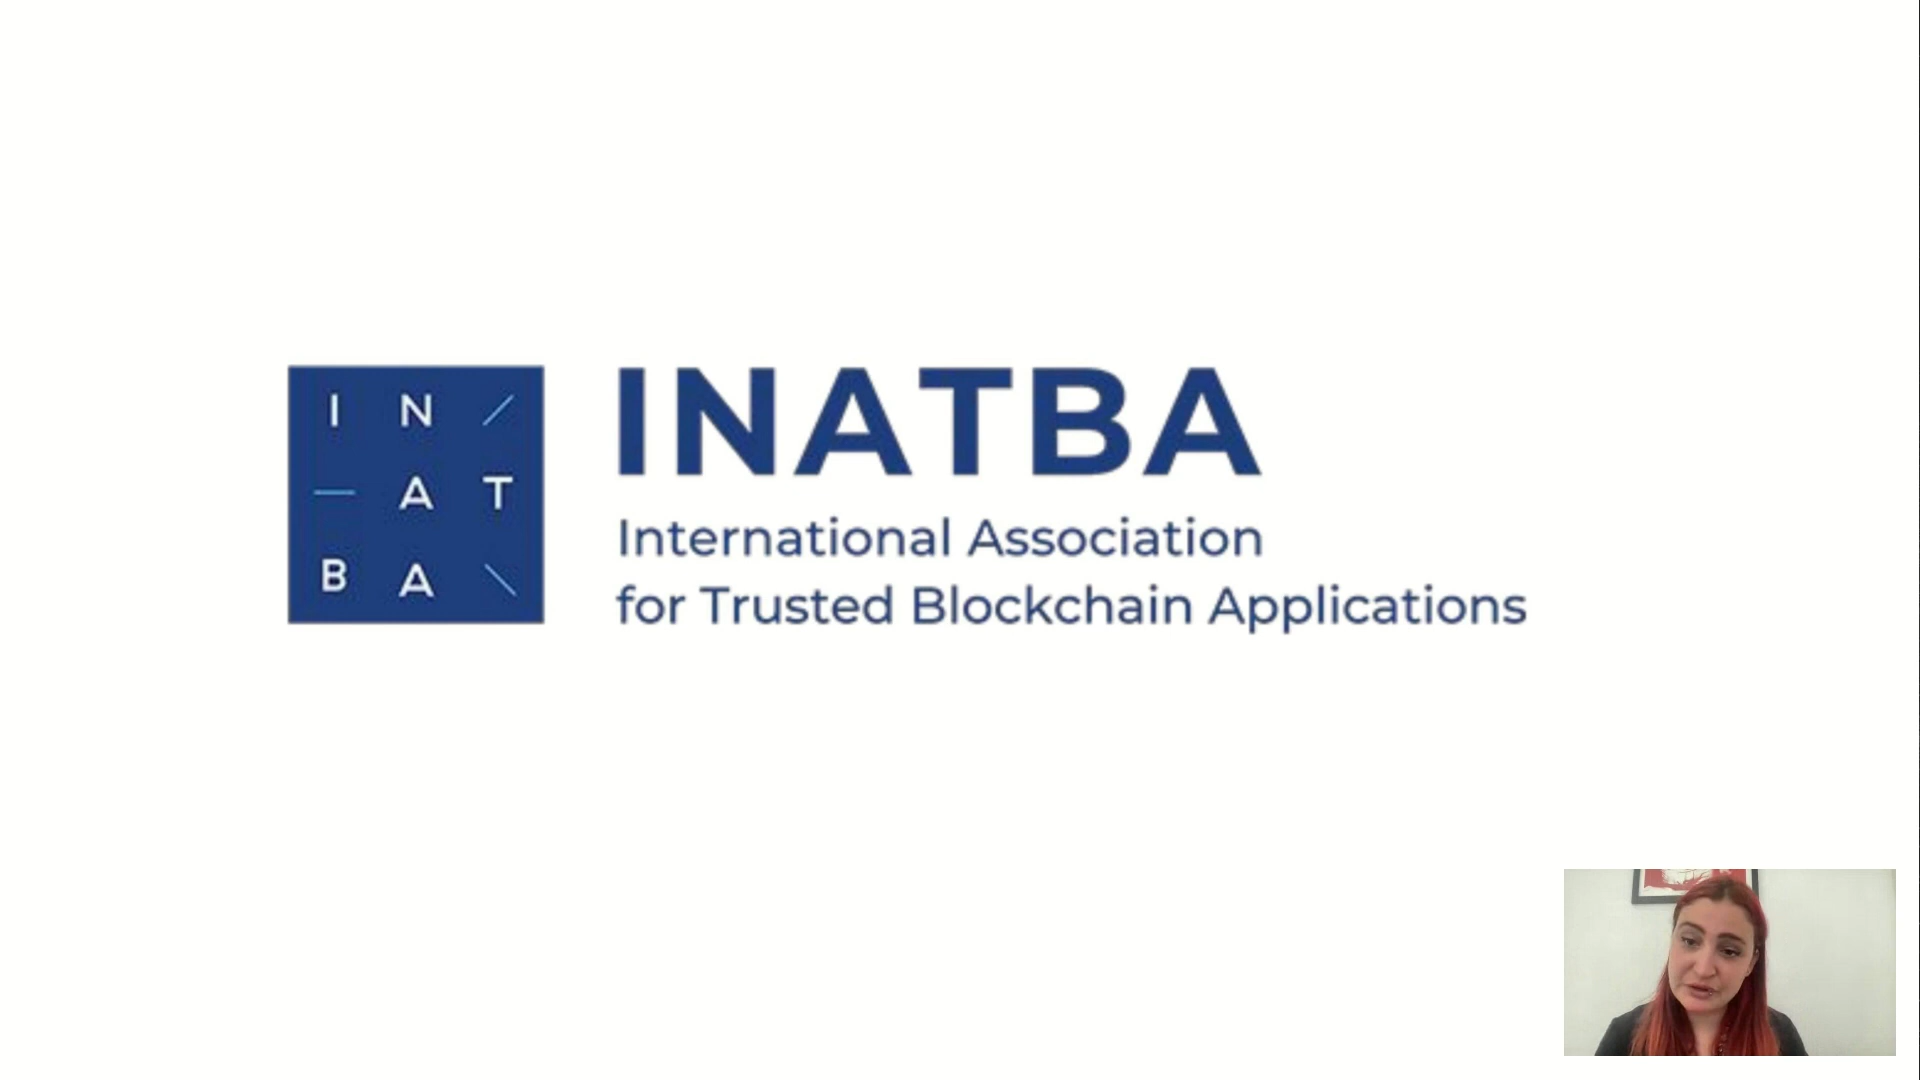 I N
A T
B A
INATBA
International Association
for Trusted Blockchain Applications